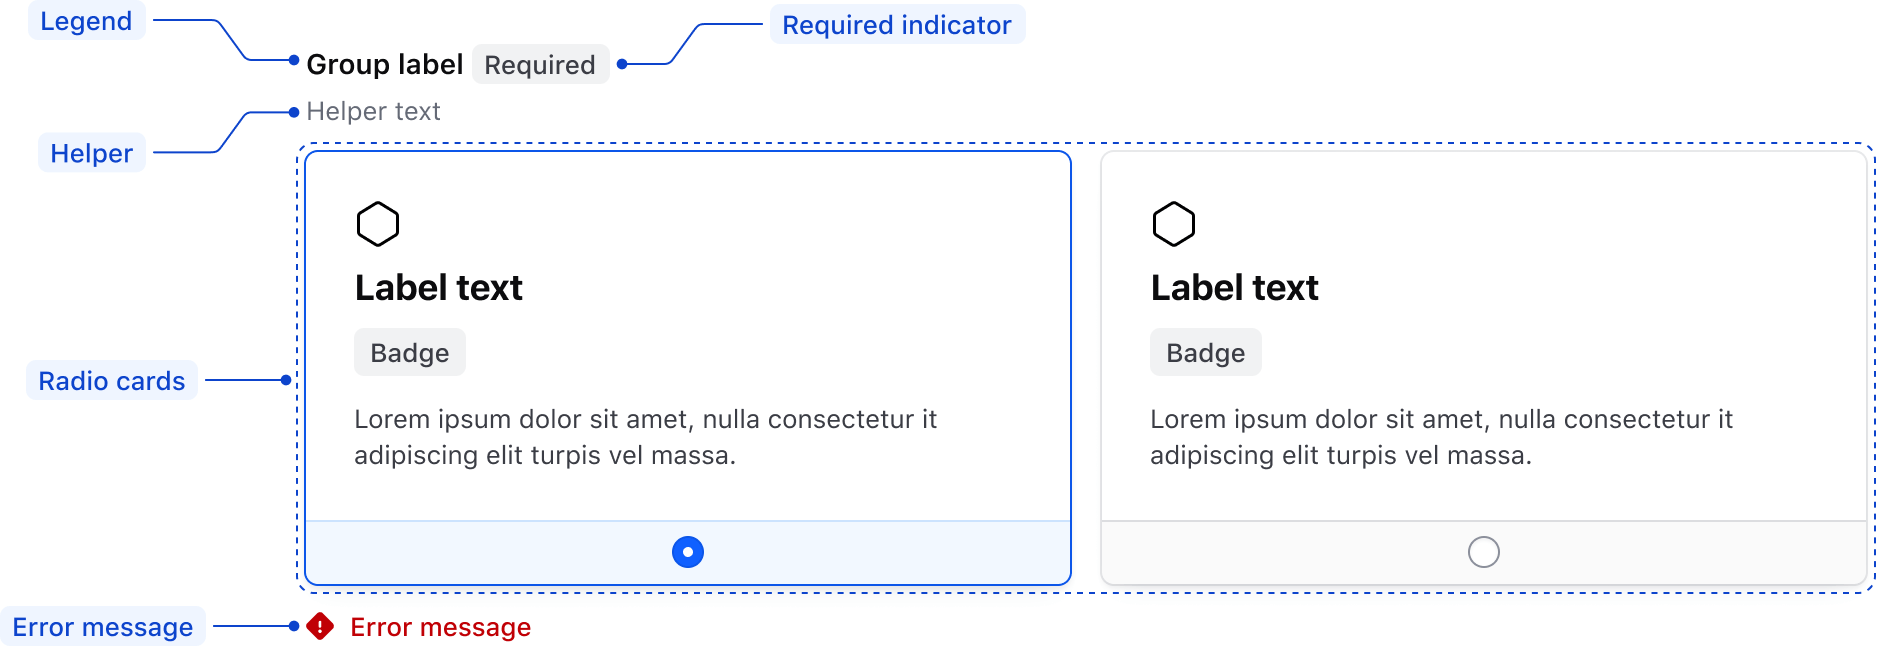 Legend
Required indicator
Group label Required
Helper text
Helper
Label text
Badge
Lorem ipsum dolor sit amet, nulla consectetur it
adipiscing elit turpis vel massa.
Label text
Badge
Lorem ipsum dolor sit amet, nulla consectetur it
adipiscing elit turpis vel massa.
Radio cards
Error message
Error message